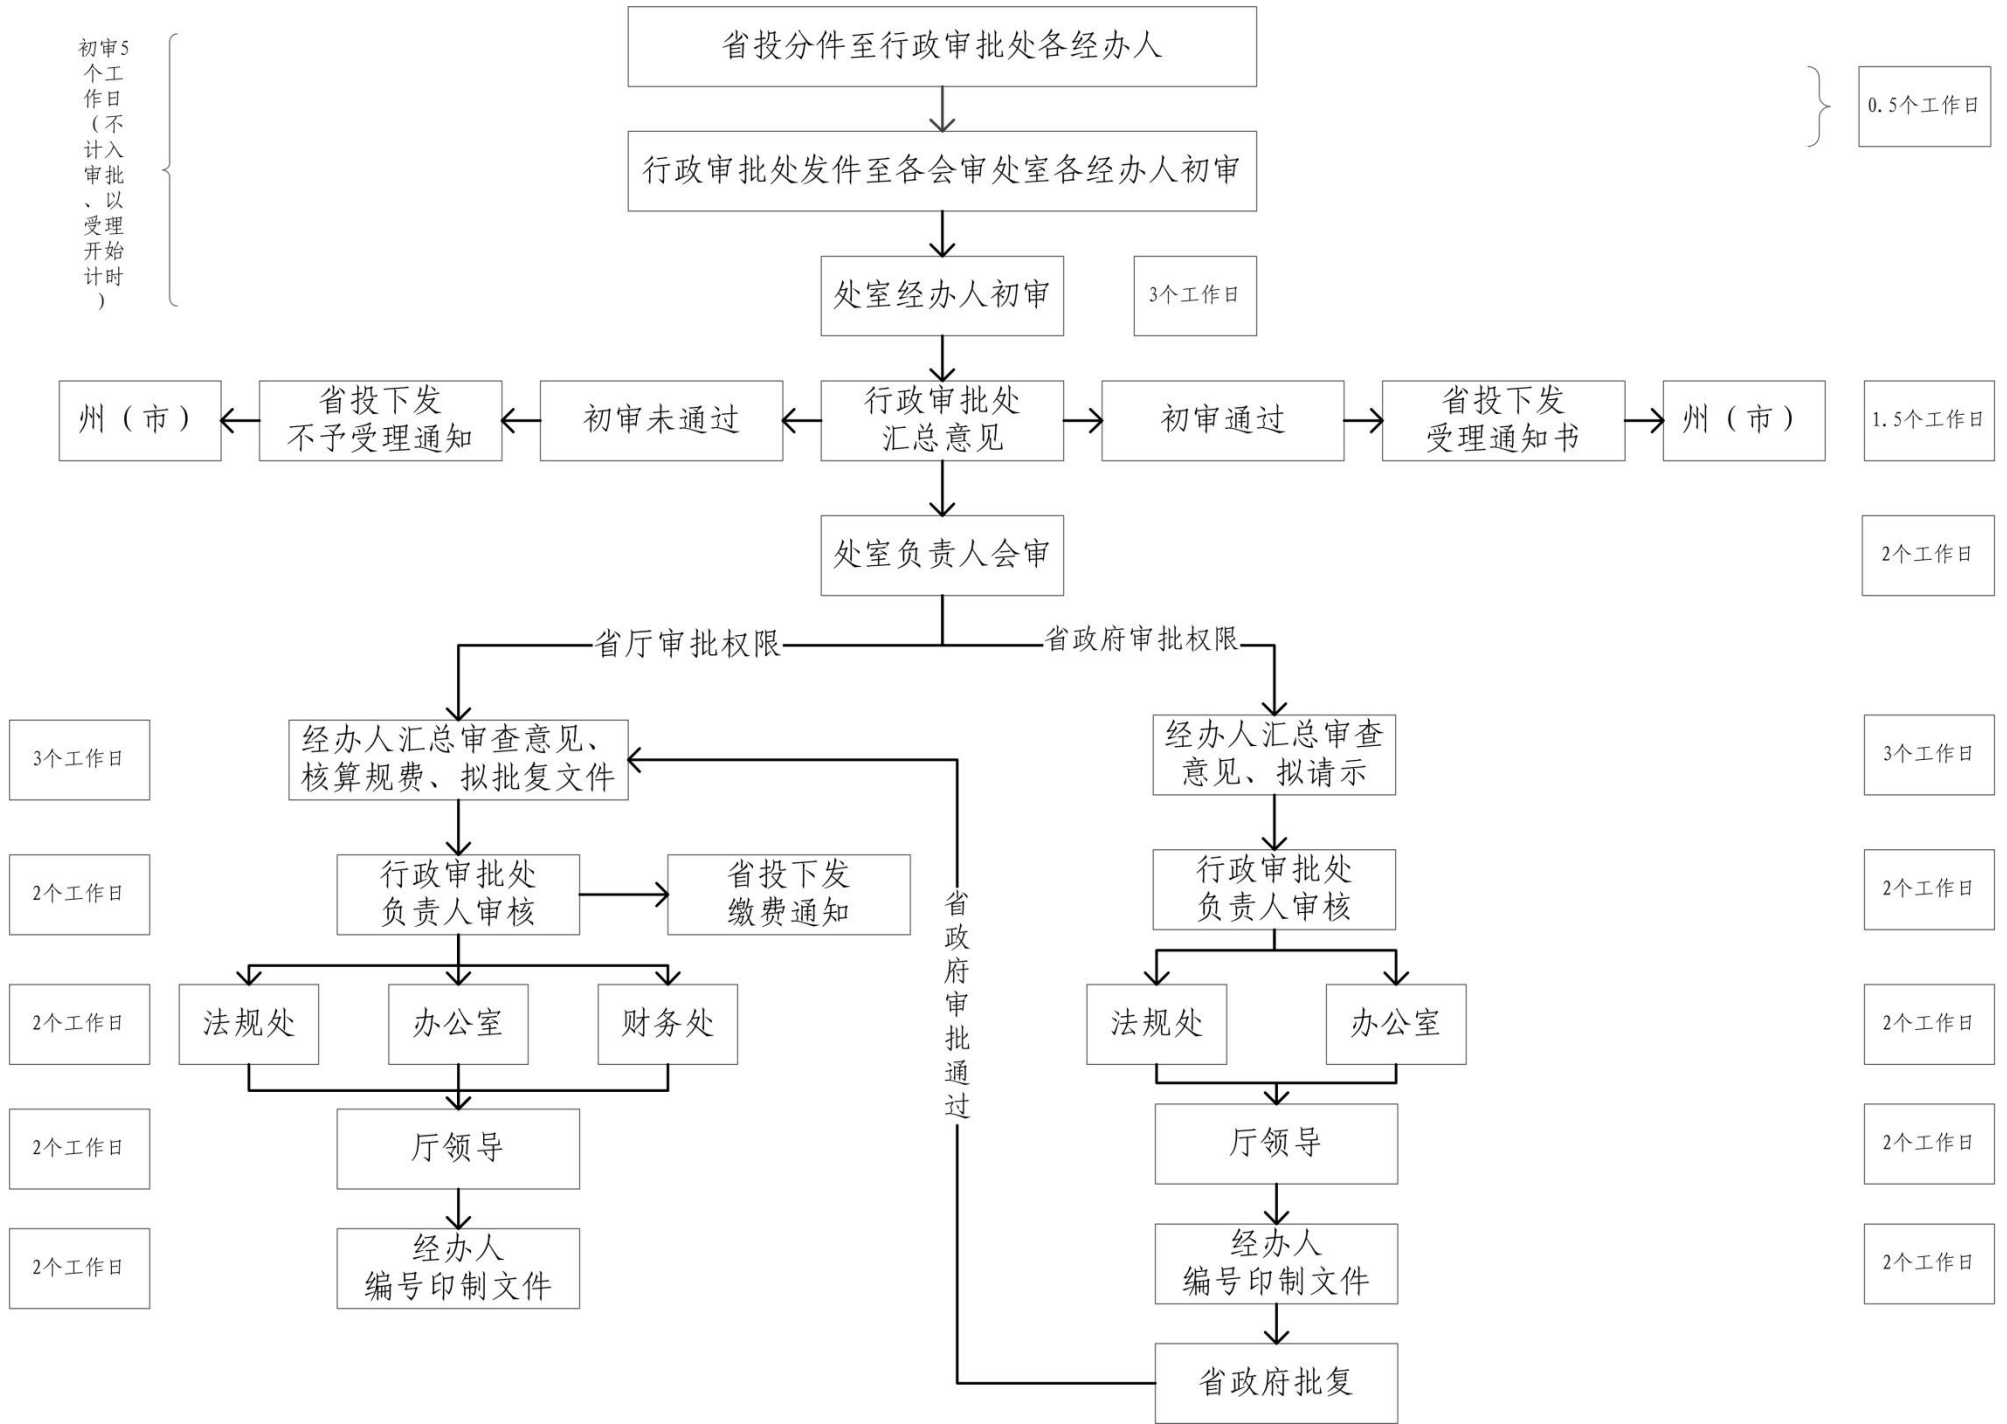 初审5
个工
作日
（不
计入
审批
、以
受理
开始
计时
）
省投分件至行政审批处各经办人
0.5个工作日
行政审批处发件至各会审处室各经办人初审
处室经办人初审
3个工作日
州（市）
省投下发
不予受理通知
初审未通过
行政审批处
汇总意见
初审通过
省投下发
受理通知书
州（市）
1.5个工作日
处室负责人会审
2个工作日
省厅审批权限
省政府审批权限
3个工作日
经办人汇总审查意见、
核算规费、拟批复文件
经办人汇总审查
意见、拟请示
3个工作日
2个工作日
行政审批处
负责人审核
省投下发
缴费通知
省政府审批通过
行政审批处
负责人审核
2个工作日
2个工作日
法规处
办公室
财务处
法规处
办公室
2个工作日
2个工作日
厅领导
厅领导
2个工作日
2个工作日
经办人
编号印制文件
经办人
编号印制文件
2个工作日
省政府批复